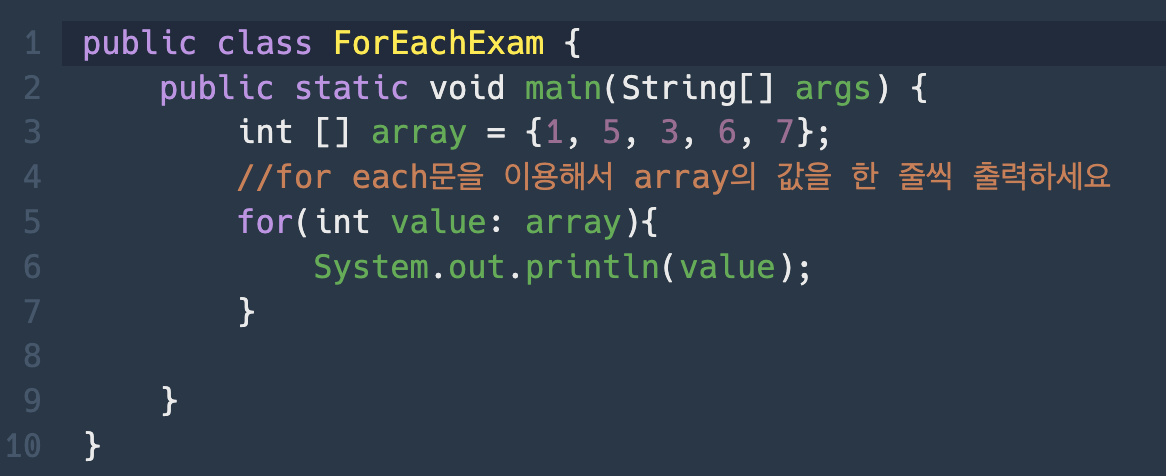 1 public class ForEachExam {
2     public static void main(String[] args) {
3         int [] array = {1, 5, 3, 6, 7};
4         //for each문을 이용해서 array의 값을 한 줄씩 출력하세요
5         for(int value: array){
6             System.out.println(value);
7         }
8
9     }
10 }